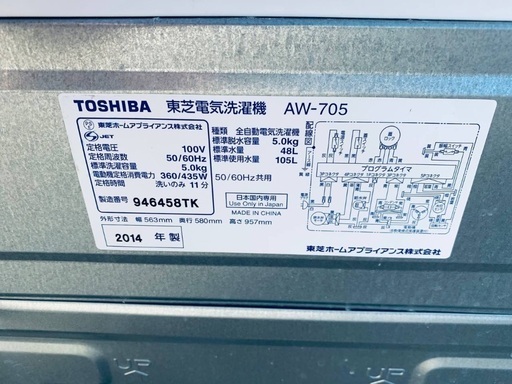 TOSHIBA 東芝電気洗濯機 AW-705
東芝ホームアプライアンス株式会社
JET
定格電圧 100V
定格周波数 50/60Hz
標準洗濯容量 5.0kg
電動機定格消費電力 360/435W
定格時間 洗いのみ 11分
製造番号 946458TK
外形寸法 幅 563mm 奥行 580mm 高さ 957mm
2014 年製
種類 全自動電気洗濯機
標準脱水容量 5.0kg
標準水量 48L
標準使用水量 105L
50/60Hz共用
日本国内専用
Use Only in Japan
MADE IN CHINA
配線図
プログラムタイマ
東芝ホームアプライアンス株式会社
UP
UP